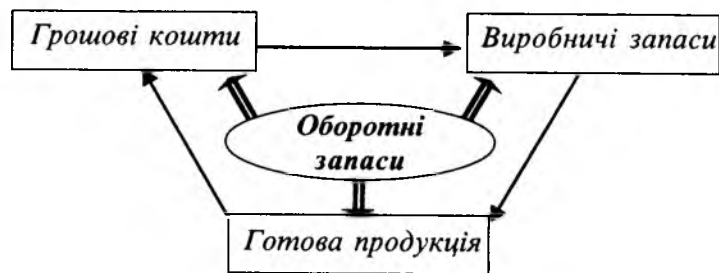 Грошові кошти
Виробничі запаси
Оборотні
запаси
Готова продукція